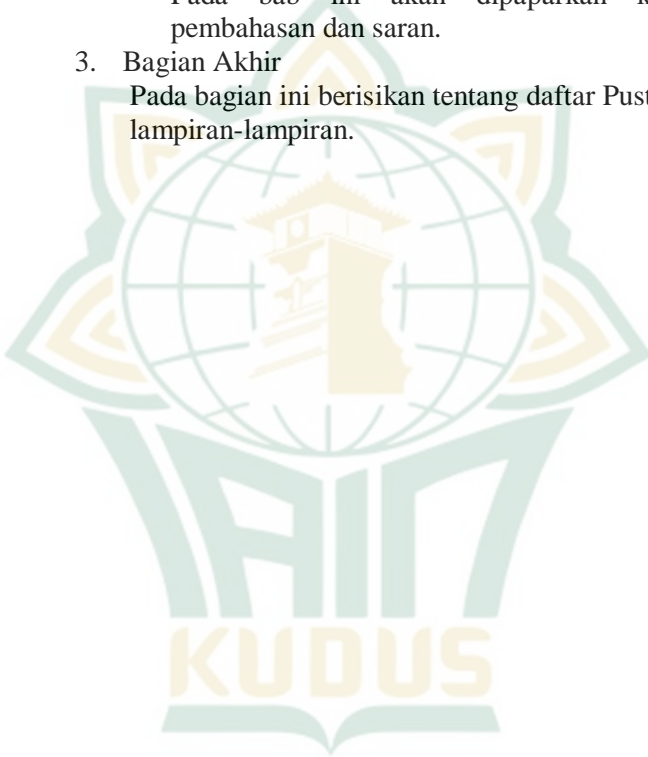 Pada bab ini akan dipaparkan
pembahasan dan saran.
3. Bagian Akhir
Pada bagian ini berisikan tentang daftar
lampiran-lampiran.
IAIN
KUDUS